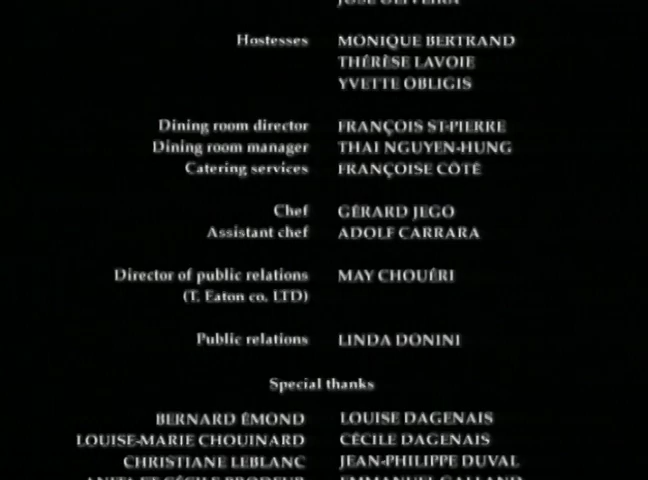 Hostesses MONIQUE BERTRAND
THÉRÈSE LAVOIE
YVETTE OBLIGIS
Dining room director FRANÇOIS ST-PIERRE
Dining room manager THAI NGUYEN-HUNG
Catering services FRANÇOISE CÔTÉ
Chef GÉRARD JEGO
Assistant chef ADOLF CARRARA
Director of public relations MAY CHOUÉRI
(T. Eaton co. LTD)
Public relations LINDA DONINI
Special thanks
BERNARD ÉMOND LOUISE DAGENAIS
LOUISE-MARIE CHOUINARD CÉCILE DAGENAIS
CHRISTIANE LEBLANC JEAN-PHILIPPE DUVAL